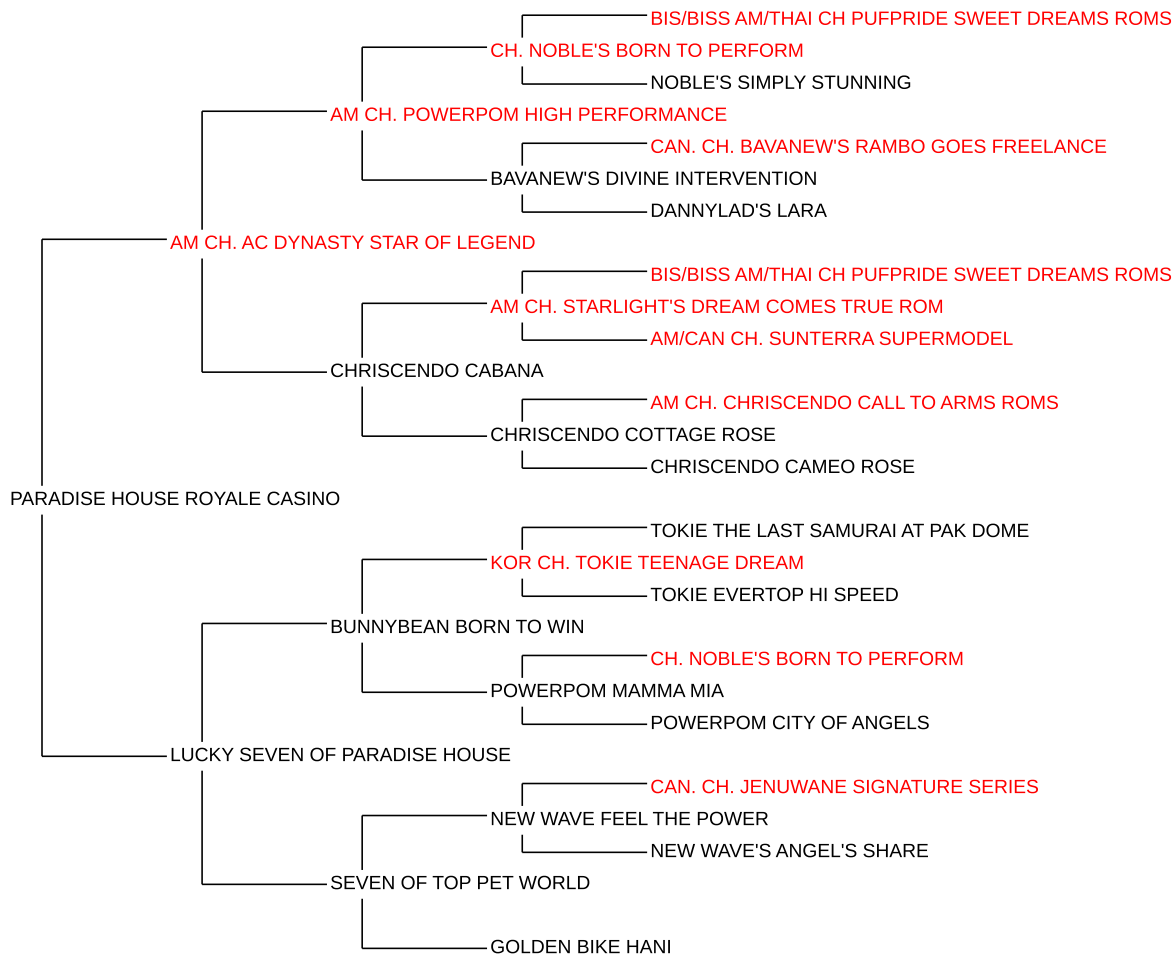 BIS/BISS AM/THAI CH PUFPRIDE SWEET DREAMS ROMS
CH. NOBLE'S BORN TO PERFORM
NOBLE'S SIMPLY STUNNING
AM CH. POWERPOM HIGH PERFORMANCE
CAN. CH. BAVANEW'S RAMBO GOES FREELANCE
BAVANEW'S DIVINE INTERVENTION
DANNYLAD'S LARA
AM CH. AC DYNASTY STAR OF LEGEND
BIS/BISS AM/THAI CH PUFPRIDE SWEET DREAMS ROMS
AM CH. STARLIGHT'S DREAM COMES TRUE ROM
AM/CAN CH. SUNTERRA SUPERMODEL
CHRISCENDO CABANA
AM CH. CHRISCENDO CALL TO ARMS ROMS
CHRISCENDO COTTAGE ROSE
CHRISCENDO CAMEO ROSE
PARADISE HOUSE ROYALE CASINO
TOKIE THE LAST SAMURAI AT PAK DOME
KOR CH. TOKIE TEENAGE DREAM
TOKIE EVERTOP HI SPEED
BUNNYBEAN BORN TO WIN
CH. NOBLE'S BORN TO PERFORM
POWERPOM MAMMA MIA
POWERPOM CITY OF ANGELS
LUCKY SEVEN OF PARADISE HOUSE
CAN. CH. JENUWANE SIGNATURE SERIES
NEW WAVE FEEL THE POWER
NEW WAVE'S ANGEL'S SHARE
SEVEN OF TOP PET WORLD
GOLDEN BIKE HANI